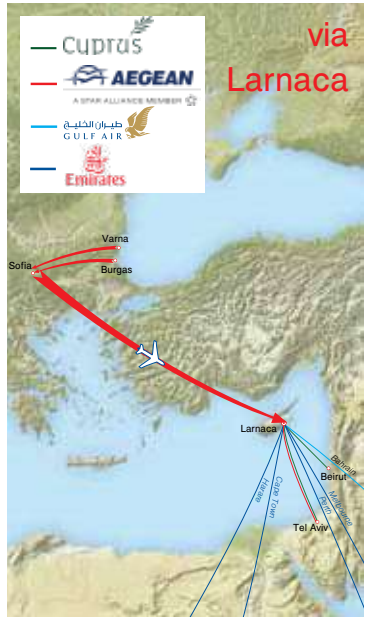 via
Larnaca
Cyprus
AEGEAN
A STAR ALLIANCE MEMBER
طيران الخليج
GULF AIR
Emirates
Varna
Sofia
Burgas
Larnaca
Bahrain
Beirut
Harare
Cape Town
Melbourne
Perth
Tel Aviv